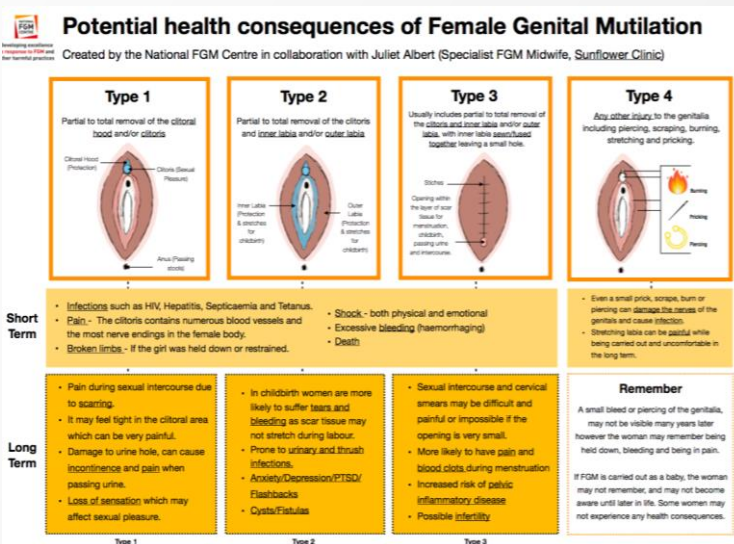 Potential health consequences of Female Genital Mutilation
NATIONAL
FGM
CENTRE
Developing excellence
in response to FGM and
other harmful practices
Created by the National FGM Centre in collaboration with Juliet Albert (Specialist FGM Midwife, Sunflower Clinic)
Type 1
Partial to total removal of the clitoral
hood and/or clitoris
Clitoral Hood
(Protection)
Clitoris (Sexual
Pleasure)
Anus (Passing
stools)
Type 2
Partial to total removal of the clitoris
and inner labia and/or outer labia
Inner Labia
(Protection
& stretches
for
childbirth)
Outer
Labia
(Protection
& stretches
for
childbirth)
Type 3
Usually includes partial to total removal of
the clitoris and inner labia and/or outer
labia, with inner labia sewn/fused
together leaving a small hole.
Stiches
Opening within
the layer of scar
tissue for
menstruation,
childbirth,
passing urine
and intercourse.
Type 4
Any other injury to the genitalia
including piercing, scraping, burning,
stretching and pricking.
Burning
Pricking
Piercing
Short
Term
• Infections such as HIV, Hepatitis, Septicaemia and Tetanus.
• Pain - The clitoris contains numerous blood vessels and
the most nerve endings in the female body.
• Broken limbs - If the girl was held down or restrained.
• Shock - both physical and emotional
• Excessive bleeding (haemorrhaging)
• Death
• Even a small prick, scrape, burn or
piercing can damage the nerves of the
genitals and cause infection.
• Stretching labia can be painful while
being carried out and uncomfortable in
the long term.
Long
Term
• Pain during sexual intercourse due
to scarring.
• It may feel tight in the clitoral area
which can be very painful.
• Damage to urine hole, can cause
incontinence and pain when
passing urine.
• Loss of sensation which may
affect sexual pleasure.
• In childbirth women are more
likely to suffer tears and
bleeding as scar tissue may
not stretch during labour.
• Prone to urinary and thrush
infections.
• Anxiety/Depression/PTSD/
Flashbacks
• Cysts/Fistulas
• Sexual intercourse and cervical
smears may be difficult and
painful or impossible if the
opening is very small.
• More likely to have pain and
blood clots during menstruation
• Increased risk of pelvic
inflammatory disease
• Possible infertility
Remember
A small bleed or piercing of the genitalia,
may not be visible many years later
however the woman may remember being
held down, bleeding and being in pain.
If FGM is carried out as a baby, the woman
may not remember, and may not become
aware until later in life. Some women may
not experience any health consequences.
Type 1
Type 2
Type 3